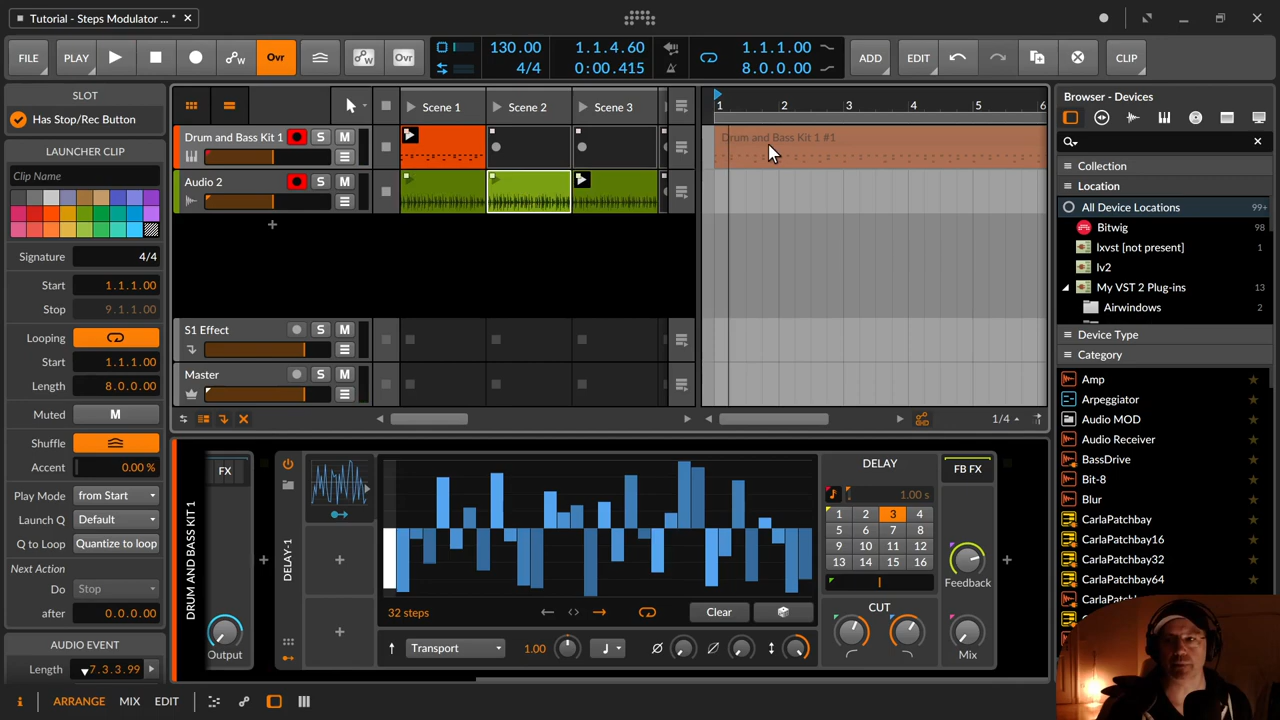 Tutorial - Steps Modulator ... *
FILE
PLAY
Ovr
Ovr
130.00
4/4
1.1.4.60
0:00.415
1.1.1.00
8.0.0.00
ADD
EDIT
CLIP
SLOT
Has Stop/Rec Button
LAUNCHER CLIP
Clip Name
Signature 4/4
Start 1.1.1.00
Stop 9.1.1.00
Looping
Start 1.1.1.00
Length 8.0.0.00
Muted M
Shuffle
Accent 0.00 %
Play Mode from Start
Launch Q Default
Q to Loop Quantize to loop
Next Action
Do Stop
after 0.0.0.00
AUDIO EVENT
Length 7.3.3.99
Scene 1
Scene 2
Scene 3
Drum and Bass Kit 1 S M
Audio 2 S M
S1 Effect S M
Master S M
1 2 3 4 5 6
Drum and Bass Kit 1 #1
1/4
DRUM AND BASS KIT 1
FX
Output
DELAY-1
32 steps
Clear
Transport
1.00
DELAY
1.00 s
1 2 3 4
5 6 7 8
9 10 11 12
13 14 15 16
CUT
FB FX
Feedback
Mix
Browser - Devices
Collection
Location
All Device Locations 99+
Bitwig 98
lxvst [not present] 1
lv2
My VST 2 Plug-ins 13
Airwindows 2
Device Type
Category
Amp
Arpeggiator
Audio MOD
Audio Receiver
BassDrive
Bit-8
Blur
CarlaPatchbay
CarlaPatchbay16
CarlaPatchbay32
CarlaPatchbay64
i
ARRANGE
MIX
EDIT